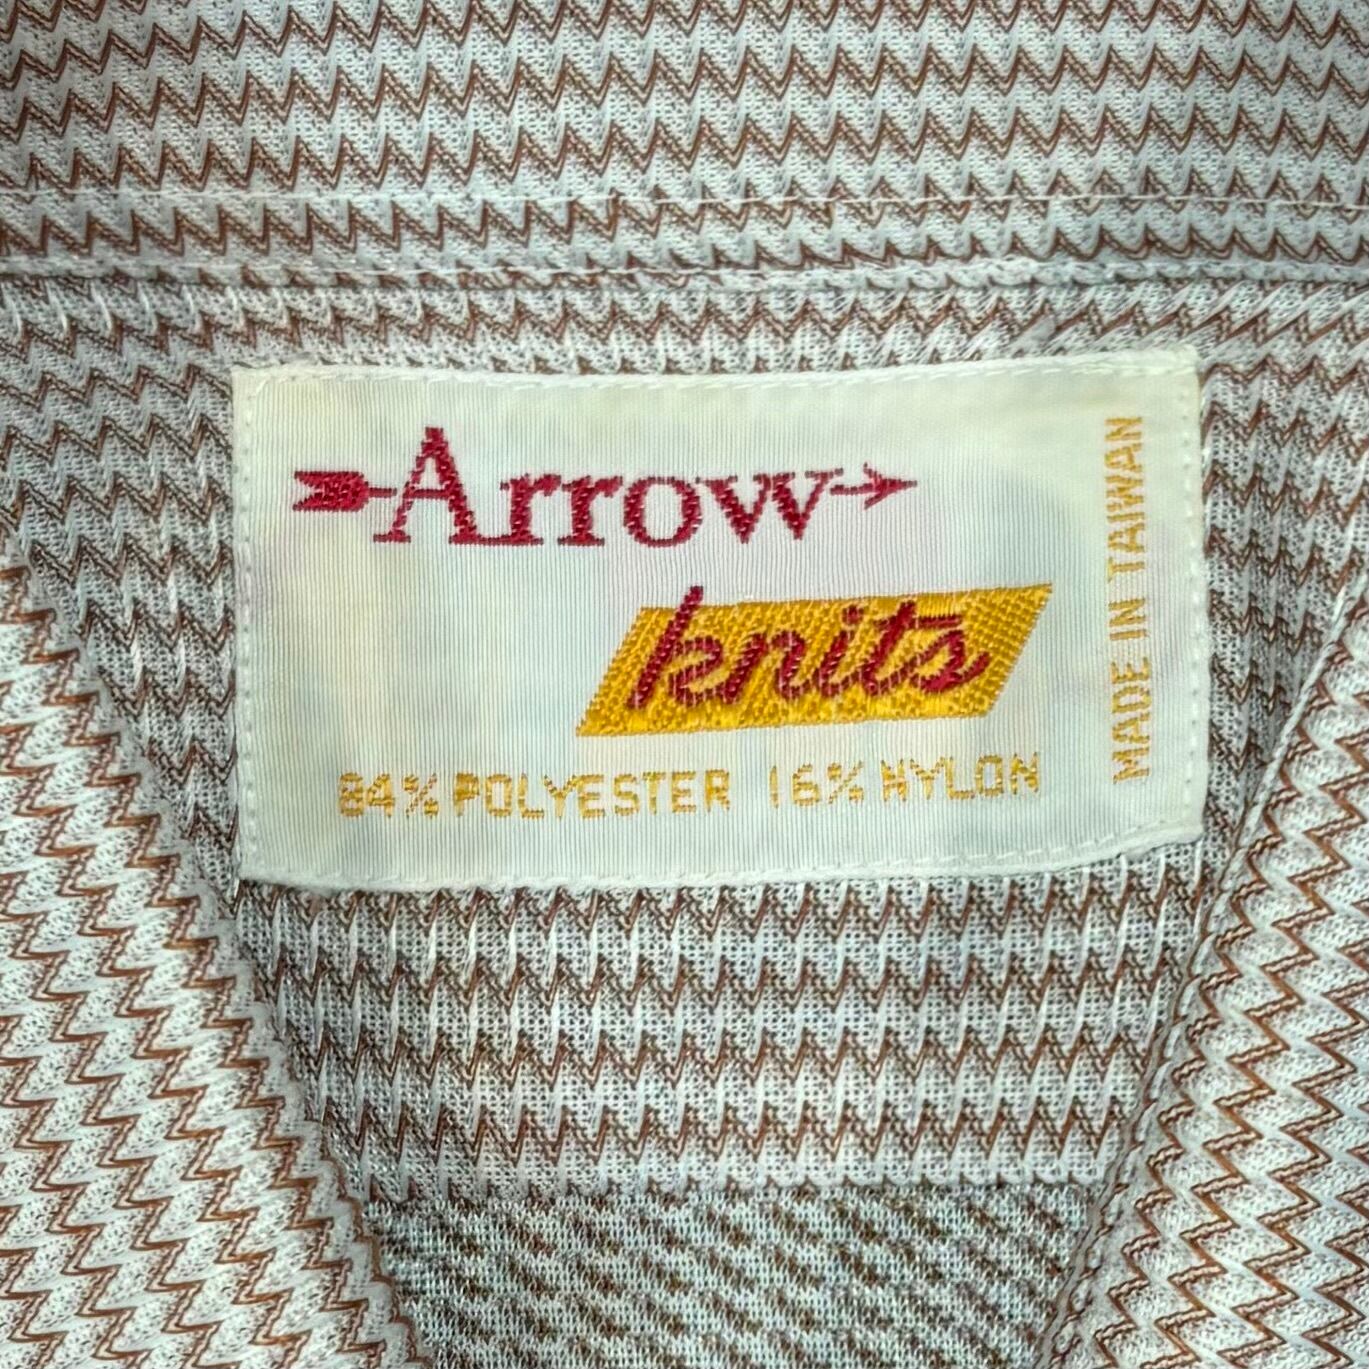 Arrow
knits
84% POLYESTER 16% NYLON
MADE IN TAIWAN